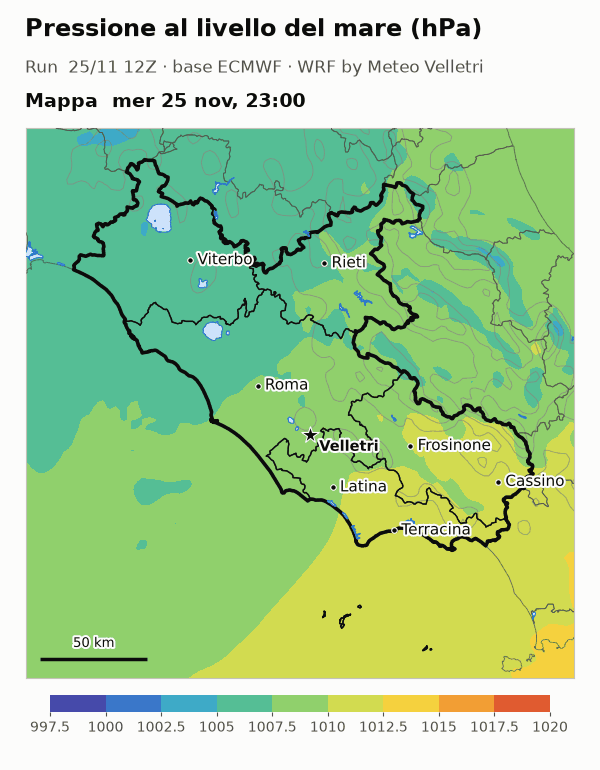 Pressione al livello del mare (hPa)
Run  25/11 12Z · base ECMWF · WRF by Meteo Velletri
Mappa  mer 25 nov, 23:00
Viterbo
Rieti
Roma
Velletri
Frosinone
Latina
Cassino
Terracina
50 km
997.5 1000 1002.5 1005 1007.5 1010 1012.5 1015 1017.5 1020